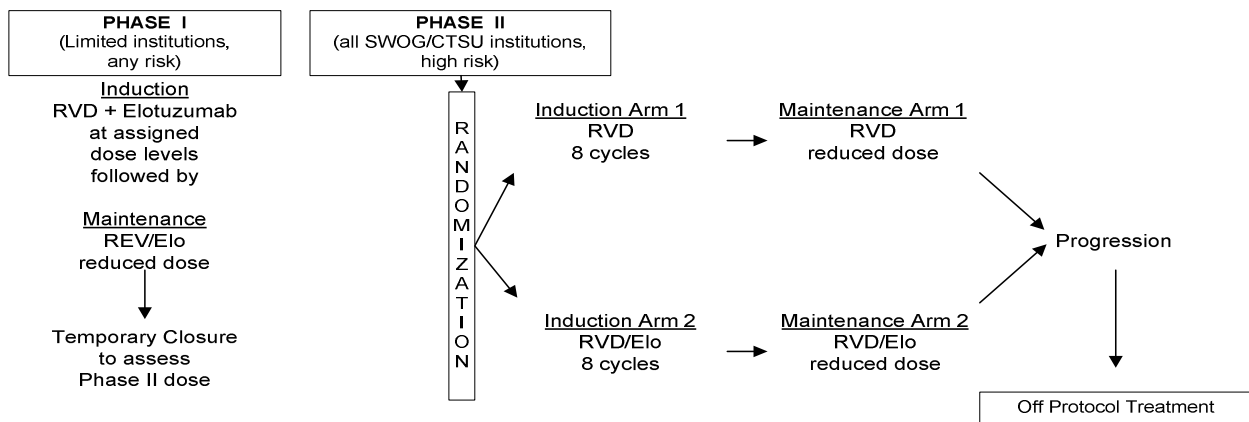 PHASE I
(Limited institutions,
any risk)
Induction
RVD + Elotuzumab
at assigned
dose levels
followed by
Maintenance
REV/Elo
reduced dose
Temporary Closure
to assess
Phase II dose
PHASE II
(all SWOG/CTSU institutions,
high risk)
RANDOMIZATION
Induction Arm 1
RVD
8 cycles
Maintenance Arm 1
RVD
reduced dose
Induction Arm 2
RVD/Elo
8 cycles
Maintenance Arm 2
RVD/Elo
reduced dose
Progression
Off Protocol Treatment